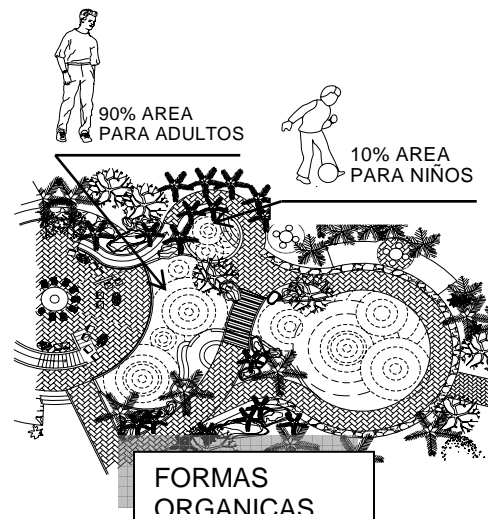 90% AREA
PARA ADULTOS
10% AREA
PARA NIÑOS
FORMAS
ORGANICAS